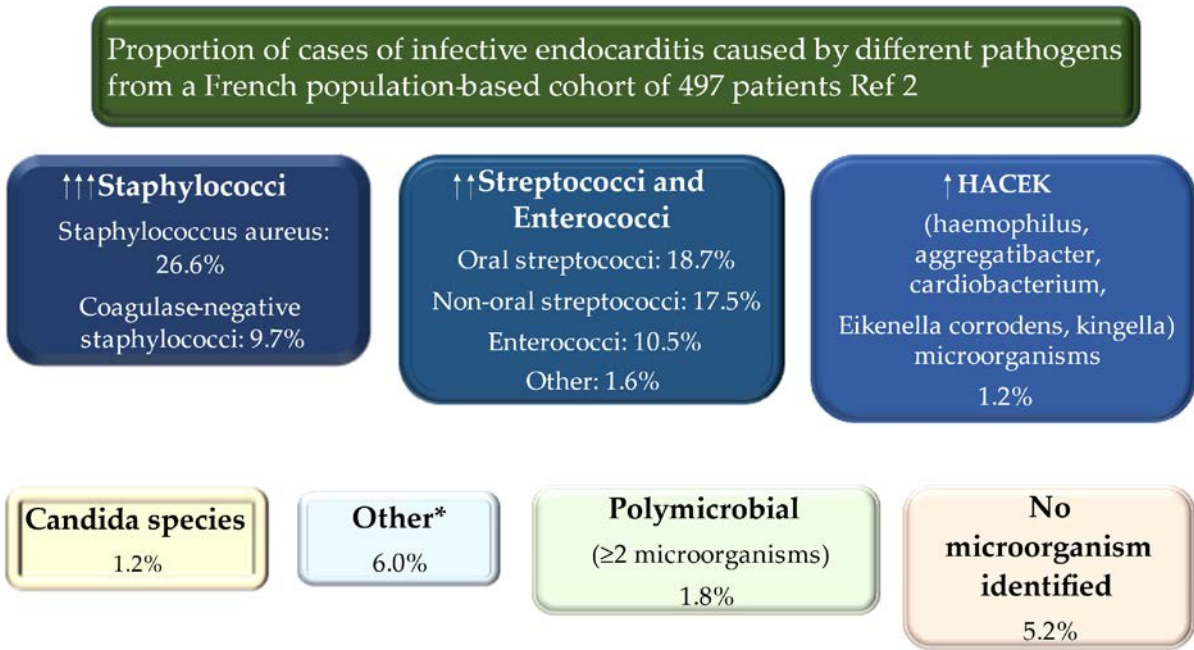 Proportion of cases of infective endocarditis caused by different pathogens
from a French population-based cohort of 497 patients Ref 2
↑↑↑Staphylococci
Staphylococcus aureus:
26.6%
Coagulase-negative
staphylococci: 9.7%
↑↑Streptococci and
Enterococci
Oral streptococci: 18.7%
Non-oral streptococci: 17.5%
Enterococci: 10.5%
Other: 1.6%
↑HACEK
(haemophilus,
aggregatibacter,
cardiobacterium,
Eikenella corrodens, kingella)
microorganisms
1.2%
Candida species
1.2%
Other*
6.0%
Polymicrobial
(≥2 microorganisms)
1.8%
No
microorganism
identified
5.2%